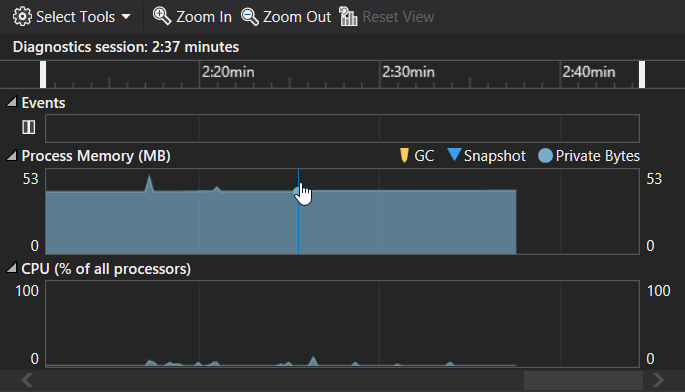 Select Tools Zoom In Zoom Out Reset View
Diagnostics session: 2:37 minutes
2:20min 2:30min 2:40min
Events
Process Memory (MB) GC Snapshot Private Bytes
53 53
0 0
CPU (% of all processors)
100 100
0 0